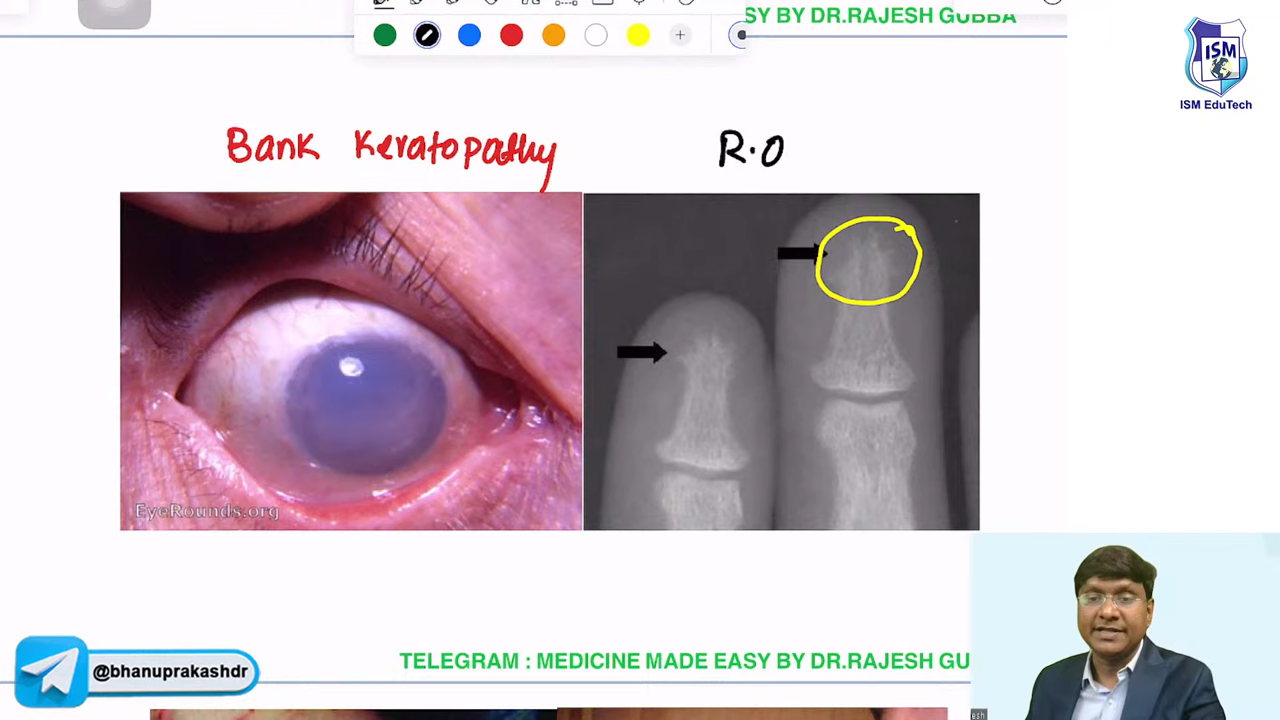 SY BY DR.RAJESH GUBBA
ISM
ISM EduTech
Bank Keratopathy
R.O
EyeRounds.org
@bhanuprakashdr
TELEGRAM : MEDICINE MADE EASY BY DR.RAJESH GU